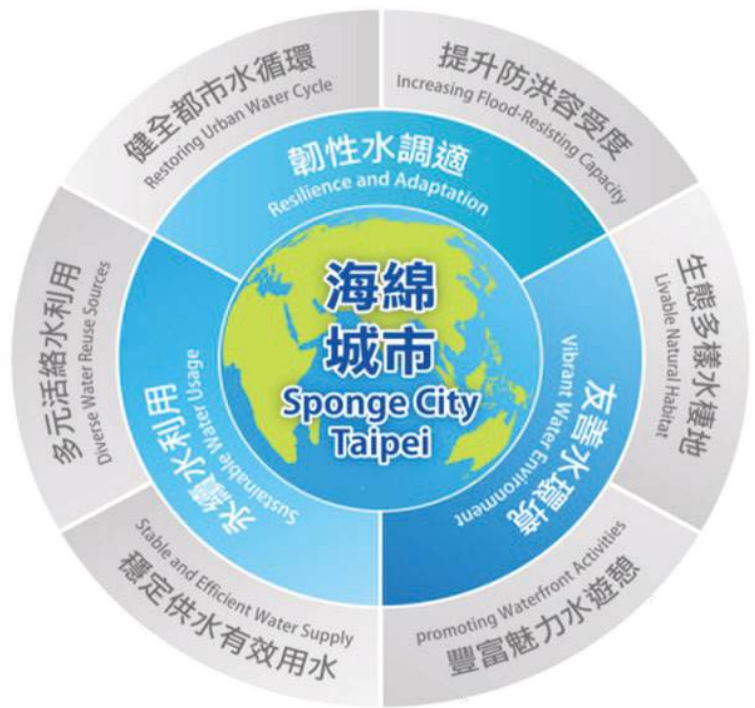 海綿
城市
Sponge City
Taipei
韌性水調適
Resilience and Adaptation
友善水環境
Vibrant Water Environment
永續水利用
Sustainable Water Usage
健全都市水循環
Restoring Urban Water Cycle
提升防洪容受度
Increasing Flood-Resisting Capacity
生態多樣水棲地
Livable Natural Habitat
promoting Waterfront Activities
豐富魅力水遊憩
Stable and Efficient Water Supply
穩定供水有效用水
多元活絡水利用
Diverse Water Reuse Sources